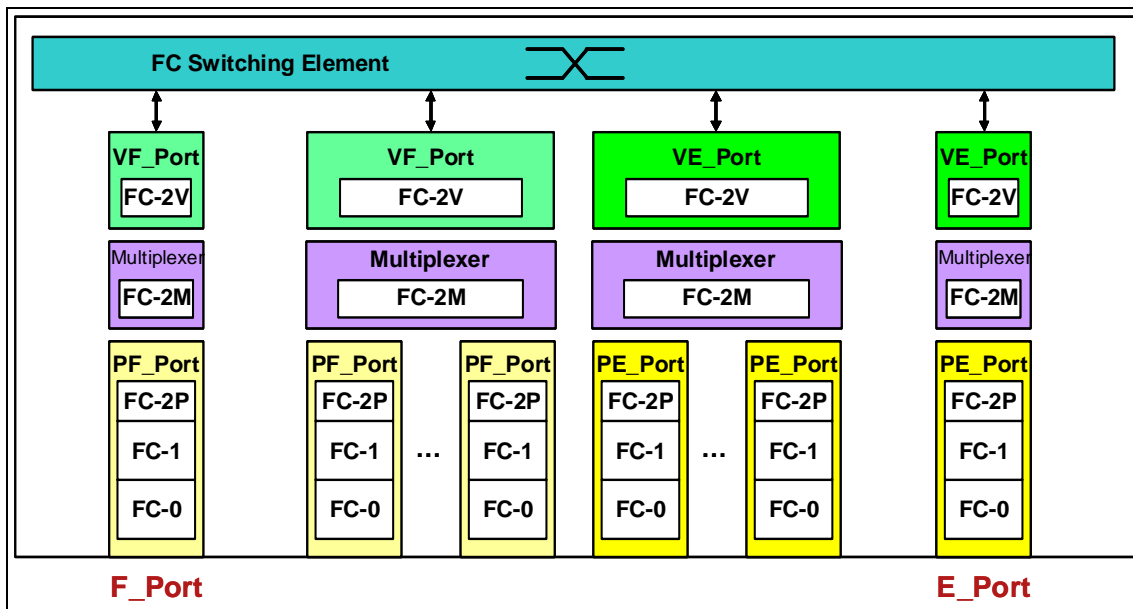 FC Switching Element
VF_Port
VF_Port
VE_Port
VE_Port
FC-2V
FC-2V
FC-2V
FC-2V
Multiplexer
Multiplexer
Multiplexer
Multiplexer
FC-2M
FC-2M
FC-2M
FC-2M
PF_Port
PF_Port
PF_Port
PE_Port
PE_Port
PE_Port
FC-2P
FC-2P
FC-2P
FC-2P
FC-2P
FC-2P
FC-1
FC-1
...
FC-1
FC-1
...
FC-1
FC-1
FC-0
FC-0
FC-0
FC-0
FC-0
FC-0
F_Port
E_Port